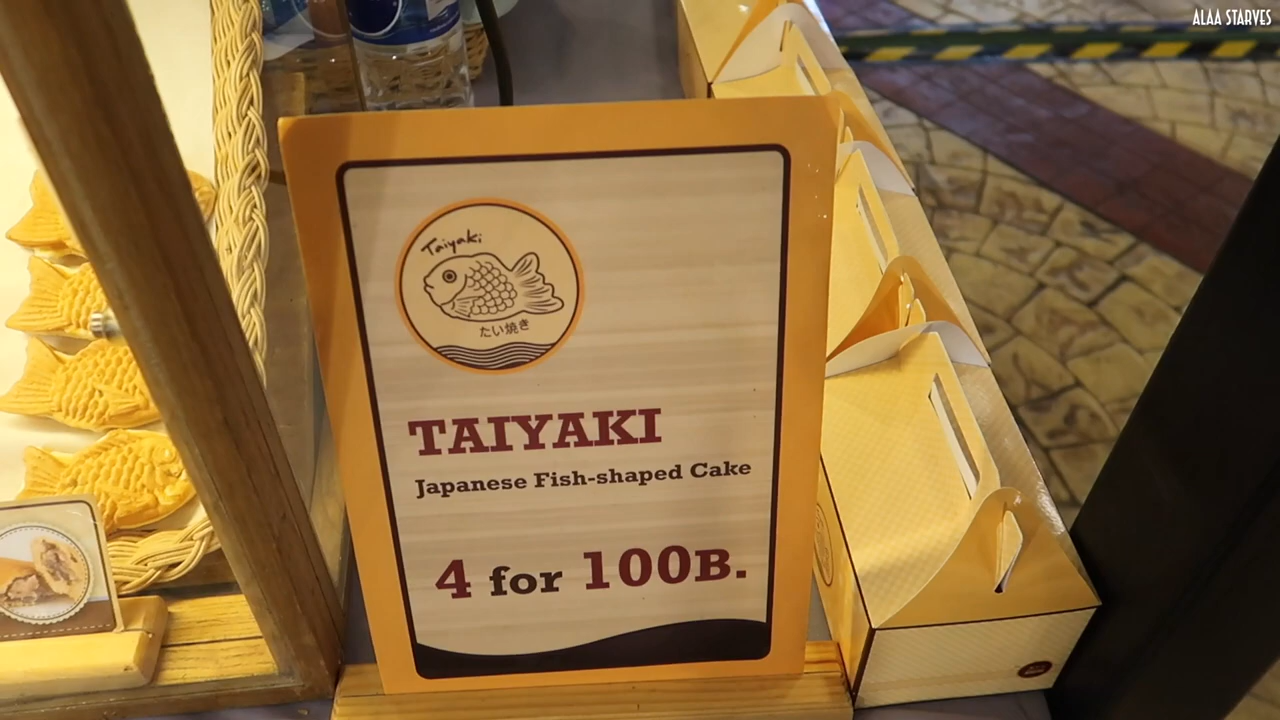 ALAA STARVES
Taiyaki
たい焼き
TAIYAKI
Japanese Fish-shaped Cake
4 for 100B.